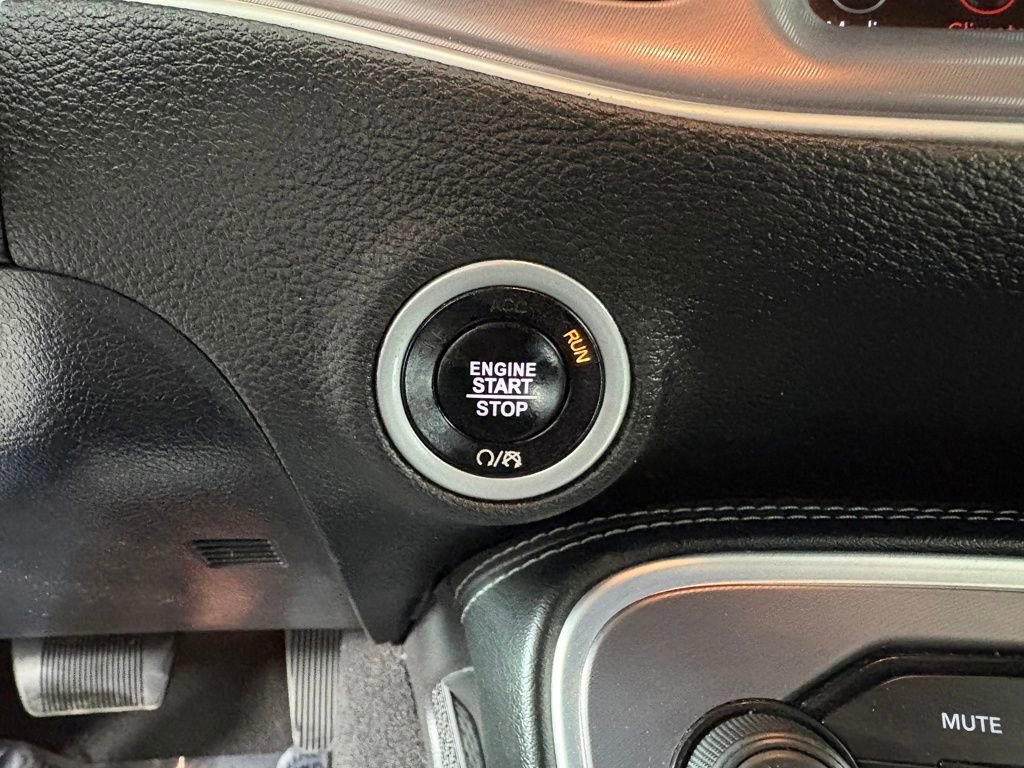 ACC
RUN
ENGINE
START
STOP
MUTE